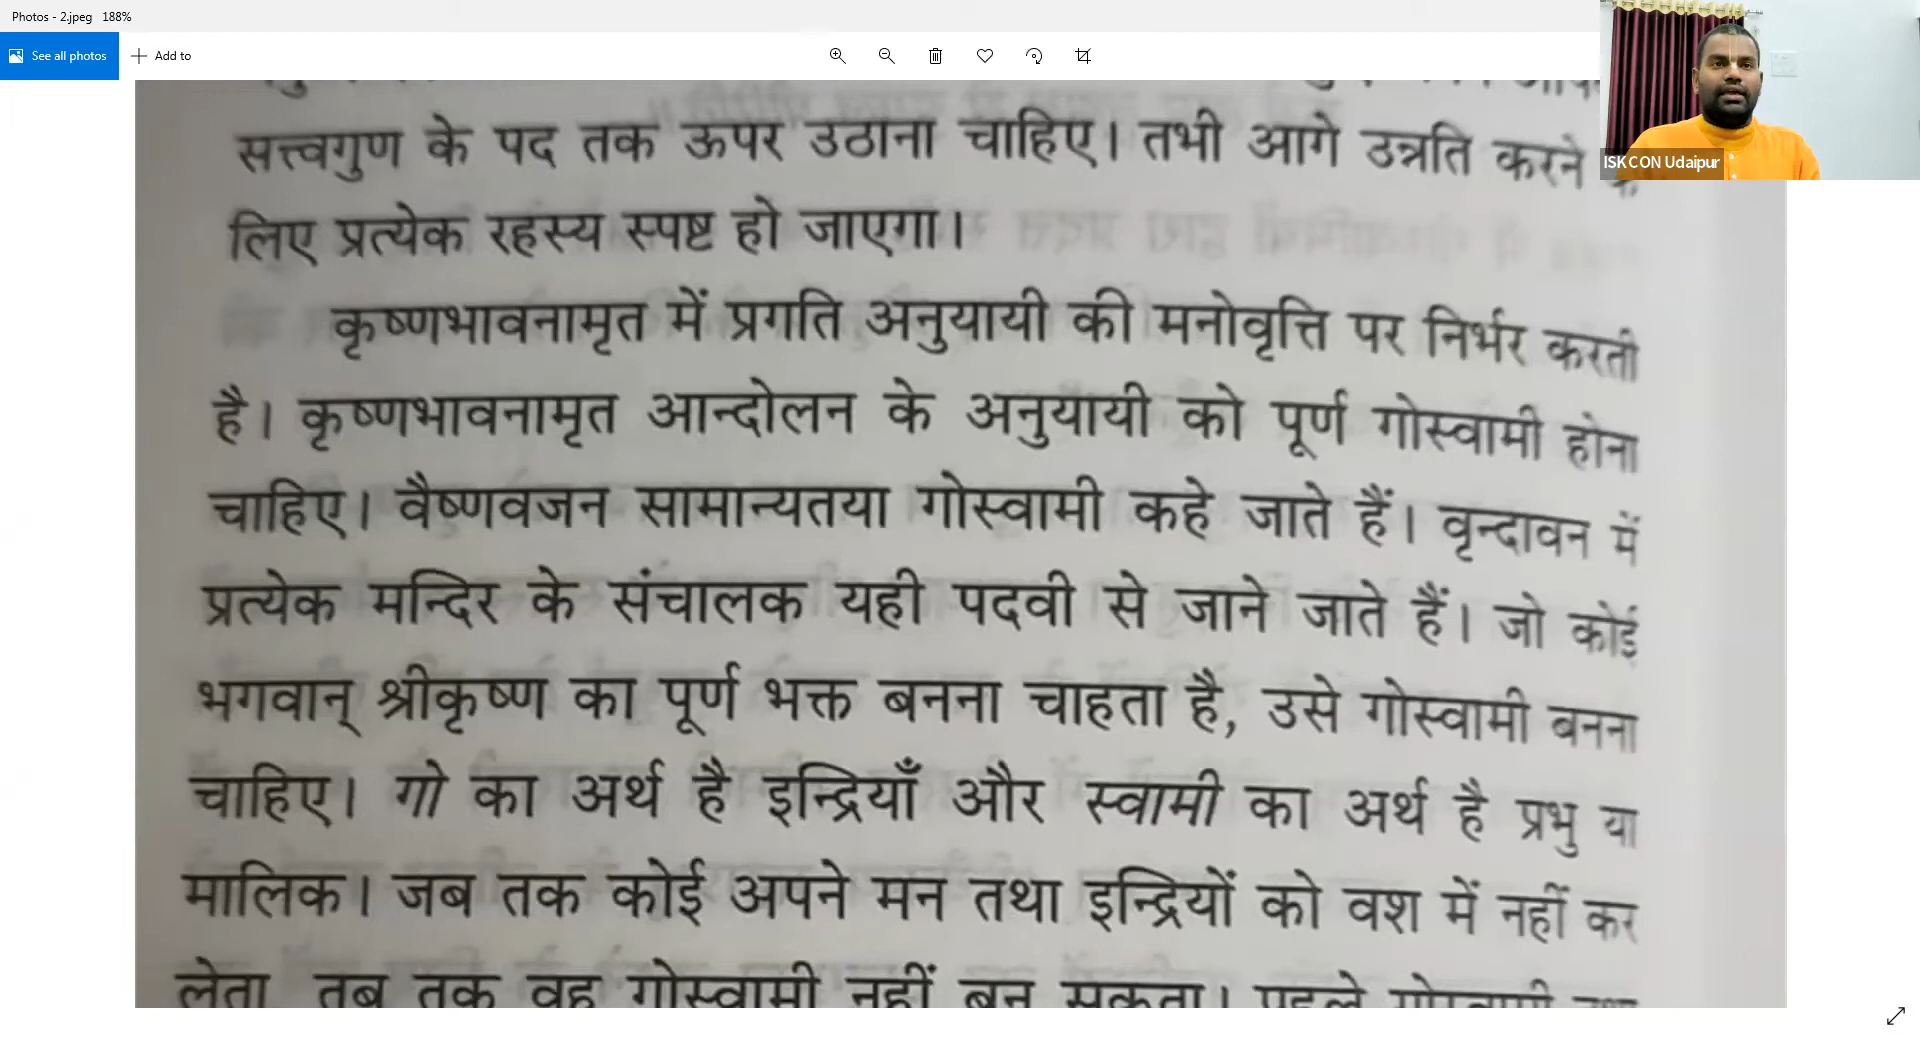 Photos - 2.jpeg 188%
See all photos
Add to
ISKCON Udaipur
सत्त्वगुण के पद तक ऊपर उठाना चाहिए। तभी आगे उन्नति करने
लिए प्रत्येक रहस्य स्पष्ट हो जाएगा।
कृष्णभावनामृत में प्रगति अनुयायी की मनोवृत्ति पर निर्भर करती
है। कृष्णभावनामृत आन्दोलन के अनुयायी को पूर्ण गोस्वामी होना
चाहिए। वैष्णवजन सामान्यतया गोस्वामी कहे जाते हैं। वृन्दावन में
प्रत्येक मन्दिर के संचालक यही पदवी से जाने जाते हैं। जो कोई
भगवान् श्रीकृष्ण का पूर्ण भक्त बनना चाहता है, उसे गोस्वामी बनना
चाहिए। गो का अर्थ है इन्द्रियाँ और स्वामी का अर्थ है प्रभु या
मालिक। जब तक कोई अपने मन तथा इन्द्रियों को वश में नहीं कर
लेता तब तक वह गोस्वामी नहीं बन सकता। पहले गोस्वामी